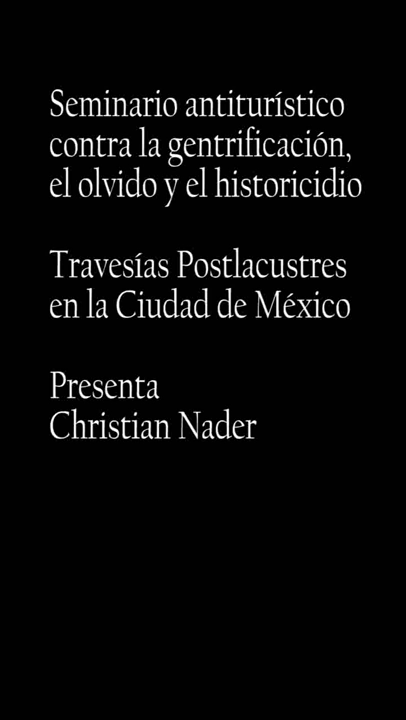 Seminario antiturístico
contra la gentrificación,
el olvido y el historicidio
Travesías Postlacustres
en la Ciudad de México
Presenta
Christian Nader